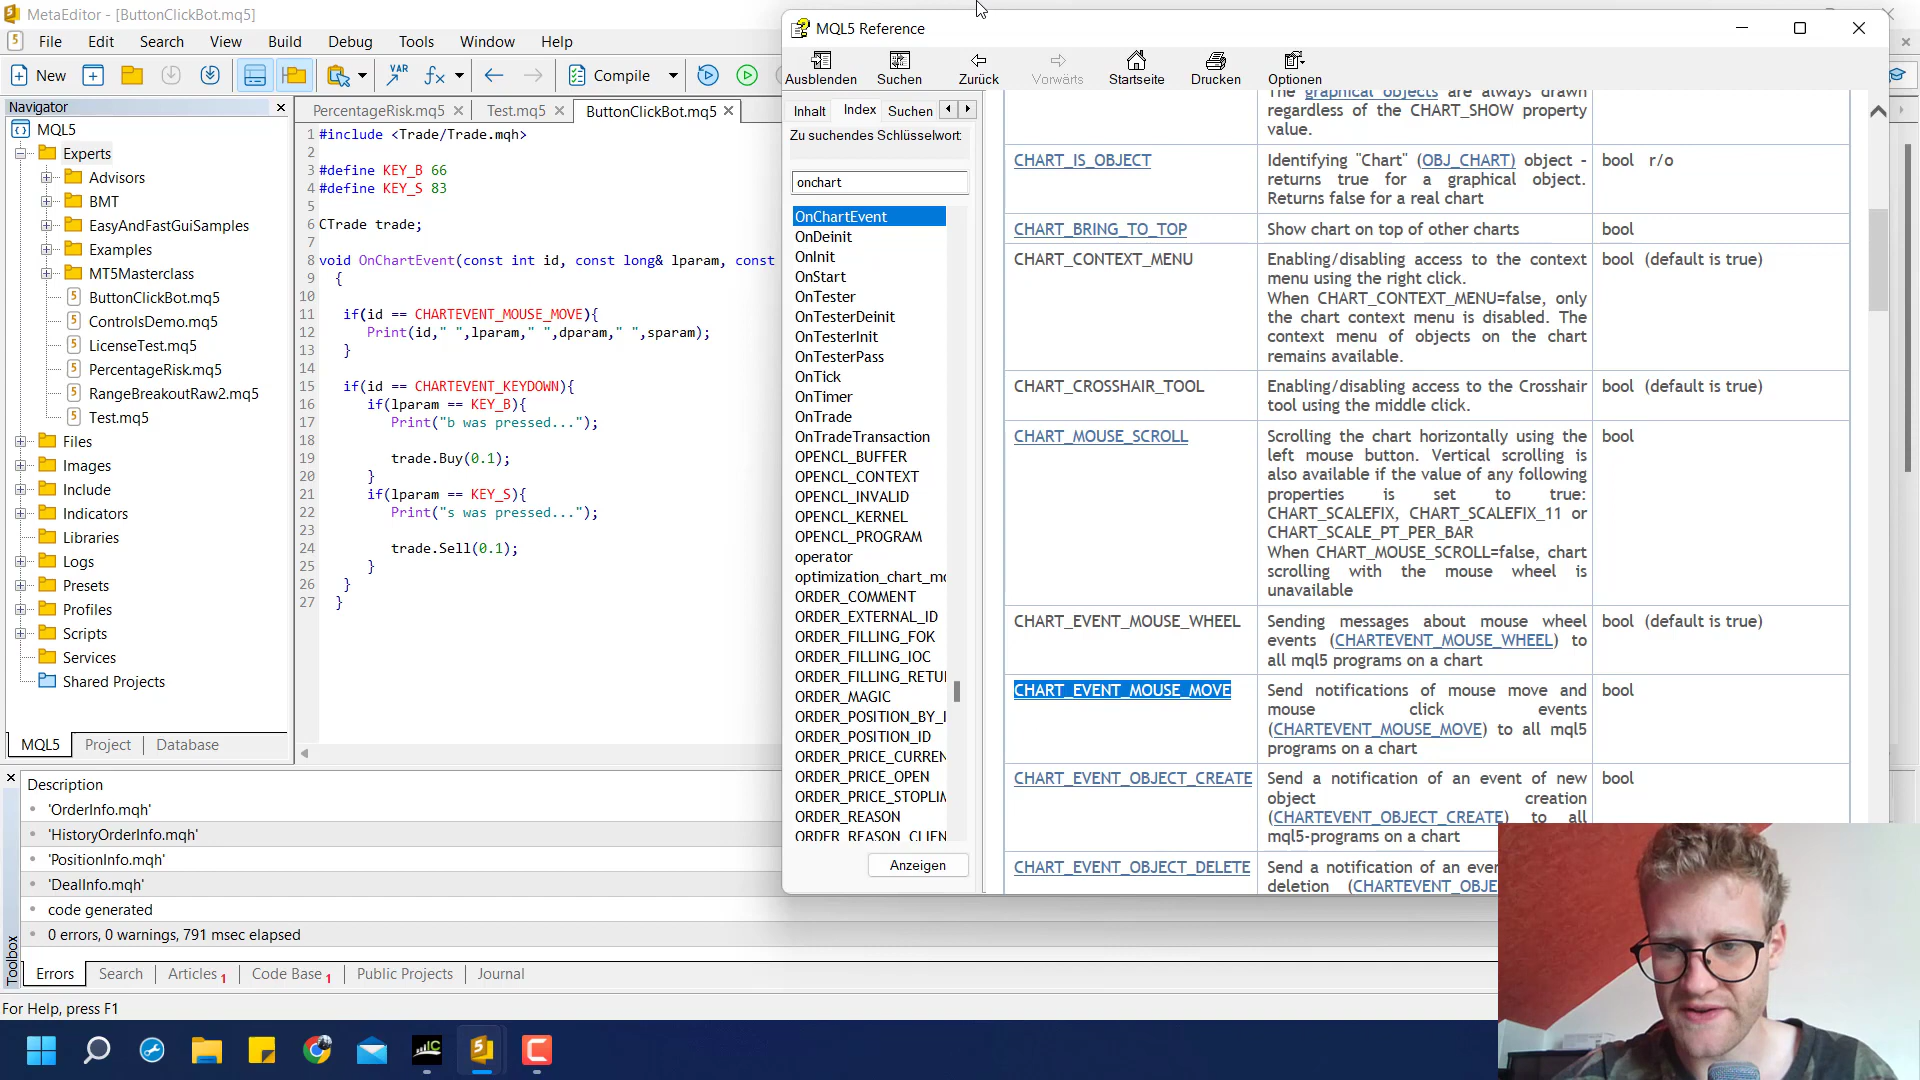 MetaEditor - [ButtonClickBot.mq5]
File Edit Search View Build Debug Tools Window Help
New VAR Compile
Navigator
MQL5
Experts
Advisors
BMT
EasyAndFastGuiSamples
Examples
MT5Masterclass
ButtonClickBot.mq5
ControlsDemo.mq5
LicenseTest.mq5
PercentageRisk.mq5
RangeBreakoutRaw2.mq5
Test.mq5
Files
Images
Include
Indicators
Libraries
Logs
Presets
Profiles
Scripts
Services
Shared Projects
MQL5 Project Database
PercentageRisk.mq5 Test.mq5 ButtonClickBot.mq5
1 #include <Trade/Trade.mqh>
2
3 #define KEY_B 66
4 #define KEY_S 83
5
6 CTrade trade;
7
8 void OnChartEvent(const int id, const long& lparam, const
9 {
10
11 if(id == CHARTEVENT_MOUSE_MOVE){
12 Print(id," ",lparam," ",dparam," ",sparam);
13 }
14
15 if(id == CHARTEVENT_KEYDOWN){
16 if(lparam == KEY_B){
17 Print("b was pressed...");
18
19 trade.Buy(0.1);
20 }
21 if(lparam == KEY_S){
22 Print("s was pressed...");
23
24 trade.Sell(0.1);
25 }
26 }
27 }
MQL5 Reference
Ausblenden Suchen Zurück Vorwärts Startseite Drucken Optionen
Inhalt Index Suchen
Zu suchendes Schlüsselwort:
onchart
OnChartEvent
OnDeinit
OnInit
OnStart
OnTester
OnTesterDeinit
OnTesterInit
OnTesterPass
OnTick
OnTimer
OnTrade
OnTradeTransaction
OPENCL_BUFFER
OPENCL_CONTEXT
OPENCL_INVALID
OPENCL_KERNEL
OPENCL_PROGRAM
operator
optimization_chart_mo
ORDER_COMMENT
ORDER_EXTERNAL_ID
ORDER_FILLING_FOK
ORDER_FILLING_IOC
ORDER_FILLING_RETU
ORDER_MAGIC
ORDER_POSITION_BY_I
ORDER_POSITION_ID
ORDER_PRICE_CURREN
ORDER_PRICE_OPEN
ORDER_PRICE_STOPLIM
ORDER_REASON
ORDER_REASON_CLIEN
Anzeigen
The graphical objects are always drawn
regardless of the CHART_SHOW property
value.
CHART_IS_OBJECT Identifying "Chart" (OBJ_CHART) object - bool r/o
returns true for a graphical object.
Returns false for a real chart
CHART_BRING_TO_TOP Show chart on top of other charts bool
CHART_CONTEXT_MENU Enabling/disabling access to the context bool (default is true)
menu using the right click.
When CHART_CONTEXT_MENU=false, only
the chart context menu is disabled. The
context menu of objects on the chart
remains available.
CHART_CROSSHAIR_TOOL Enabling/disabling access to the Crosshair bool (default is true)
tool using the middle click.
CHART_MOUSE_SCROLL Scrolling the chart horizontally using the bool
left mouse button. Vertical scrolling is
also available if the value of any following
properties is set to true:
CHART_SCALEFIX, CHART_SCALEFIX_11 or
CHART_SCALE_PT_PER_BAR
When CHART_MOUSE_SCROLL=false, chart
scrolling with the mouse wheel is
unavailable
CHART_EVENT_MOUSE_WHEEL Sending messages about mouse wheel bool (default is true)
events (CHARTEVENT_MOUSE_WHEEL) to
all mql5 programs on a chart
CHART_EVENT_MOUSE_MOVE Send notifications of mouse move and bool
mouse click events
(CHARTEVENT_MOUSE_MOVE) to all mql5
programs on a chart
CHART_EVENT_OBJECT_CREATE Send a notification of an event of new bool
object creation
(CHARTEVENT_OBJECT_CREATE) to all
mql5-programs on a chart
CHART_EVENT_OBJECT_DELETE Send a notification of an eve
deletion (CHARTEVENT_OBJE
Description
'OrderInfo.mqh'
'HistoryOrderInfo.mqh'
'PositionInfo.mqh'
'DealInfo.mqh'
code generated
0 errors, 0 warnings, 791 msec elapsed
Toolbox
Errors Search Articles 1 Code Base 1 Public Projects Journal
For Help, press F1